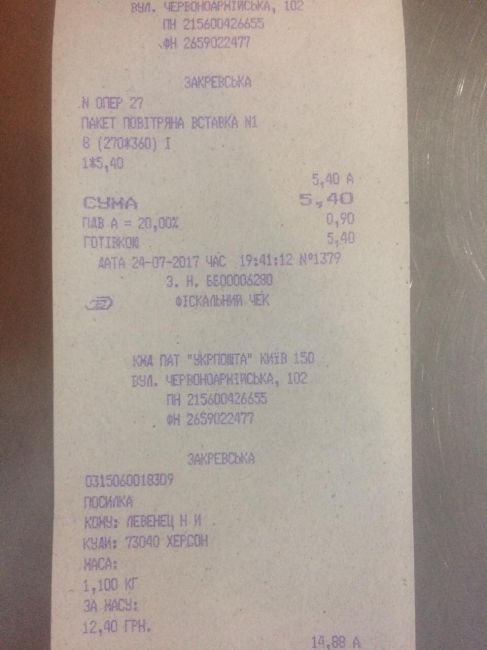 ВУЛ. ЧЕРВОНОАРМІЙСЬКА, 102
ПН 215600426655
ФН 2659022477
ЗАКРЕВСЬКА
N ОПЕР 27
ПАКЕТ ПОВІТРЯНА ВСТАВКА N1
8 (270*360) I
1*5,40
5,40 А
СУМА 5,40
ПДВ А = 20,00% 0,90
ГОТІВКОЮ 5,40
ДАТА 24-07-2017 ЧАС 19:41:12 №1379
З. Н. ББ00006280
ФІСКАЛЬНИЙ ЧЕК
КМД ПАТ "УКРПОШТА" КИЇВ 150
ВУЛ. ЧЕРВОНОАРМІЙСЬКА, 102
ПН 215600426655
ФН 2659022477
ЗАКРЕВСЬКА
0315060018309
ПОСИЛКА
КОМУ: ЛЕВЕНЕЦ Н И
КУДИ: 73040 ХЕРСОН
МАСА:
1,100 КГ
ЗА МАСУ:
12,40 ГРН.
14,88 А